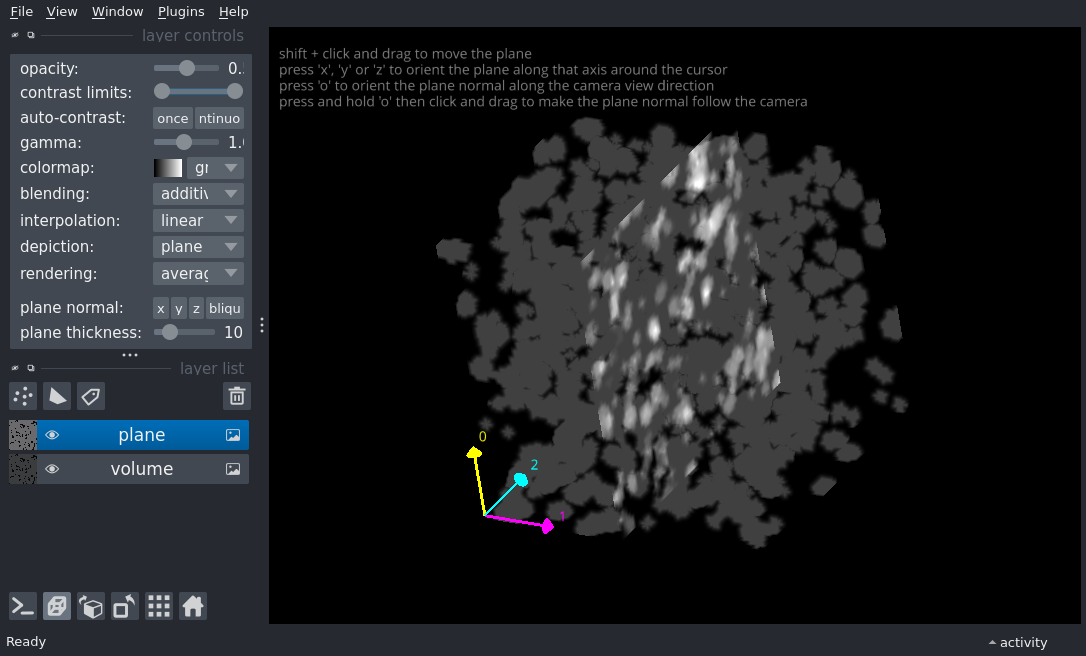 File View Window Plugins Help
layer controls
opacity: 0.
contrast limits:
auto-contrast: once ntinuo
gamma: 1.
colormap: gr
blending: additiv
interpolation: linear
depiction: plane
rendering: averag
plane normal: x y z bliqu
plane thickness: 10
layer list
plane
volume
shift + click and drag to move the plane
press 'x', 'y' or 'z' to orient the plane along that axis around the cursor
press 'o' to orient the plane normal along the camera view direction
press and hold 'o' then click and drag to make the plane normal follow the camera
0
2
1
Ready
activity